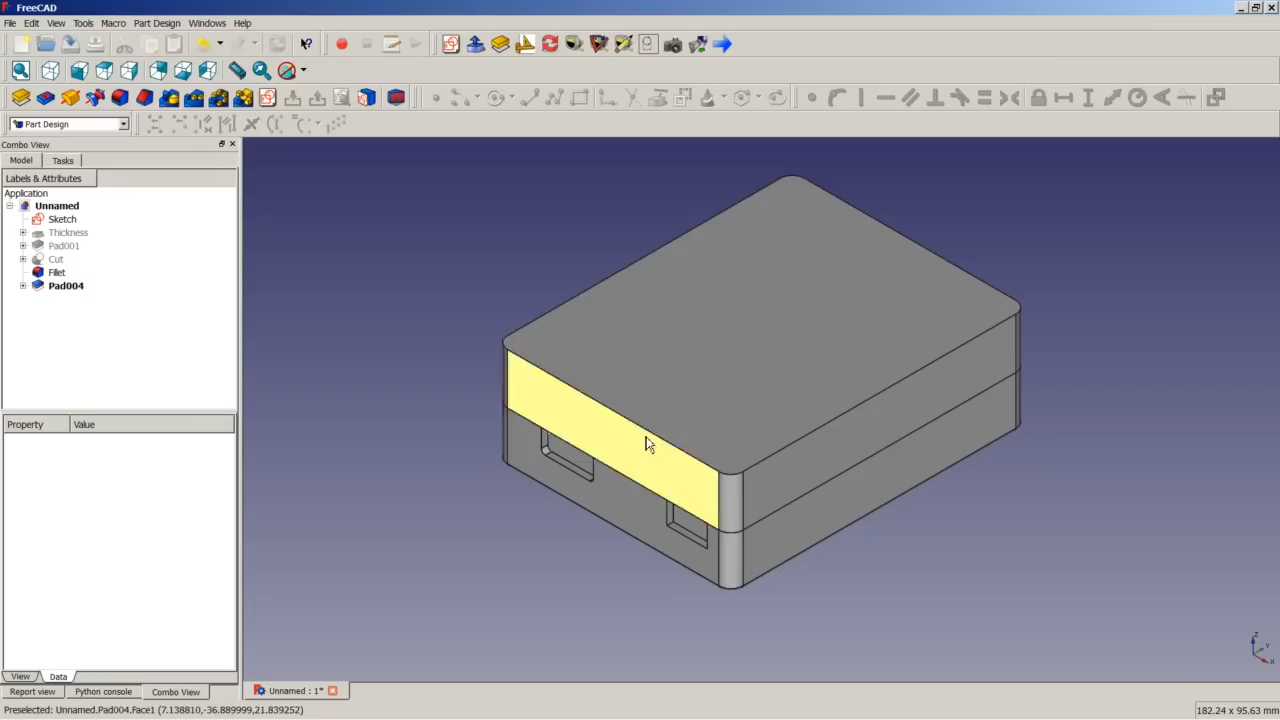 FreeCAD
File Edit View Tools Macro Part Design Windows Help
Part Design
Combo View
Model Tasks
Labels & Attributes
Application
Unnamed
Sketch
Thickness
Pad001
Cut
Fillet
Pad004
Property Value
View Data
Report view Python console Combo View
Unnamed : 1*
Z
Y
X
Preselected: Unnamed.Pad004.Face1 (7.138810,-36.889999,21.839252)
182.24 x 95.63 mm